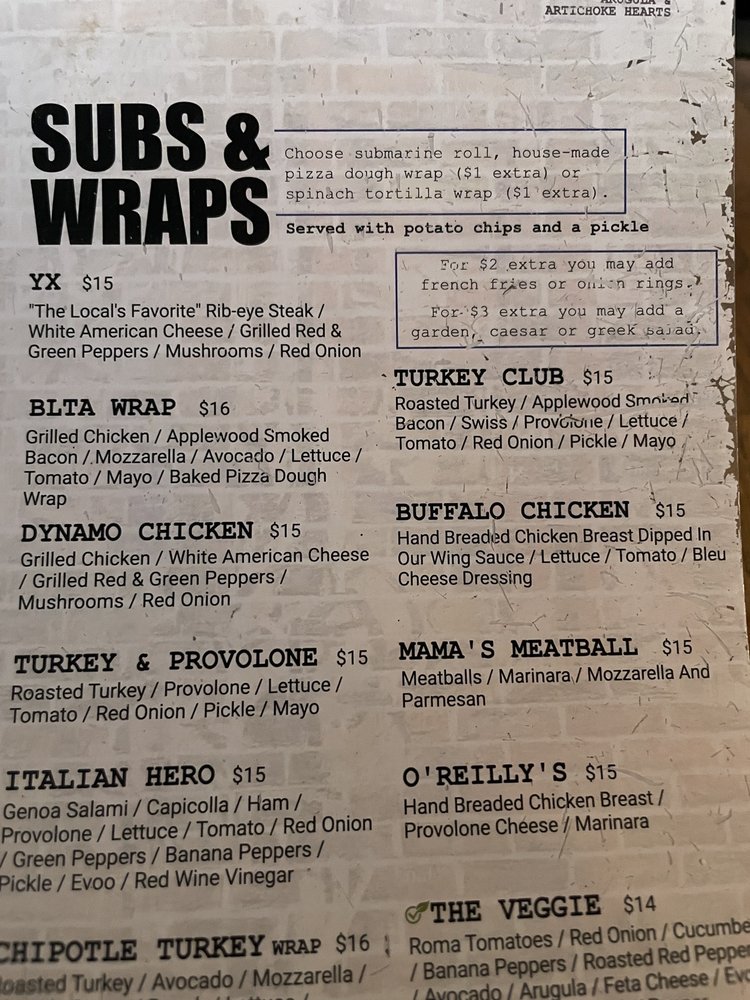 ARTICHOKE HEARTS
SUBS &
WRAPS
Choose submarine roll, house-made
pizza dough wrap ($1 extra) or
spinach tortilla wrap ($1 extra).
Served with potato chips and a pickle
For $2 extra you may add
french fries or onion rings.
For $3 extra you may add a
garden, caesar or greek salad.
YX $15
"The Local's Favorite" Rib-eye Steak /
White American Cheese / Grilled Red &
Green Peppers / Mushrooms / Red Onion
BLTA WRAP $16
Grilled Chicken / Applewood Smoked
Bacon / Mozzarella / Avocado / Lettuce /
Tomato / Mayo / Baked Pizza Dough
Wrap
DYNAMO CHICKEN $15
Grilled Chicken / White American Cheese
/ Grilled Red & Green Peppers /
Mushrooms / Red Onion
TURKEY & PROVOLONE $15
Roasted Turkey / Provolone / Lettuce /
Tomato / Red Onion / Pickle / Mayo
ITALIAN HERO $15
Genoa Salami / Capicolla / Ham /
Provolone / Lettuce / Tomato / Red Onion
/ Green Peppers / Banana Peppers /
Pickle / Evoo / Red Wine Vinegar
CHIPOTLE TURKEY WRAP $16
Roasted Turkey / Avocado / Mozzarella /
TURKEY CLUB $15
Roasted Turkey / Applewood Smoked
Bacon / Swiss / Provolone / Lettuce /
Tomato / Red Onion / Pickle / Mayo
BUFFALO CHICKEN $15
Hand Breaded Chicken Breast Dipped In
Our Wing Sauce / Lettuce / Tomato / Bleu
Cheese Dressing
MAMA'S MEATBALL $15
Meatballs / Marinara / Mozzarella And
Parmesan
O'REILLY'S $15
Hand Breaded Chicken Breast /
Provolone Cheese / Marinara
THE VEGGIE $14
Roma Tomatoes / Red Onion / Cucumbe
/ Banana Peppers / Roasted Red Pepper
/ Avocado / Arugula / Feta Cheese / Evo